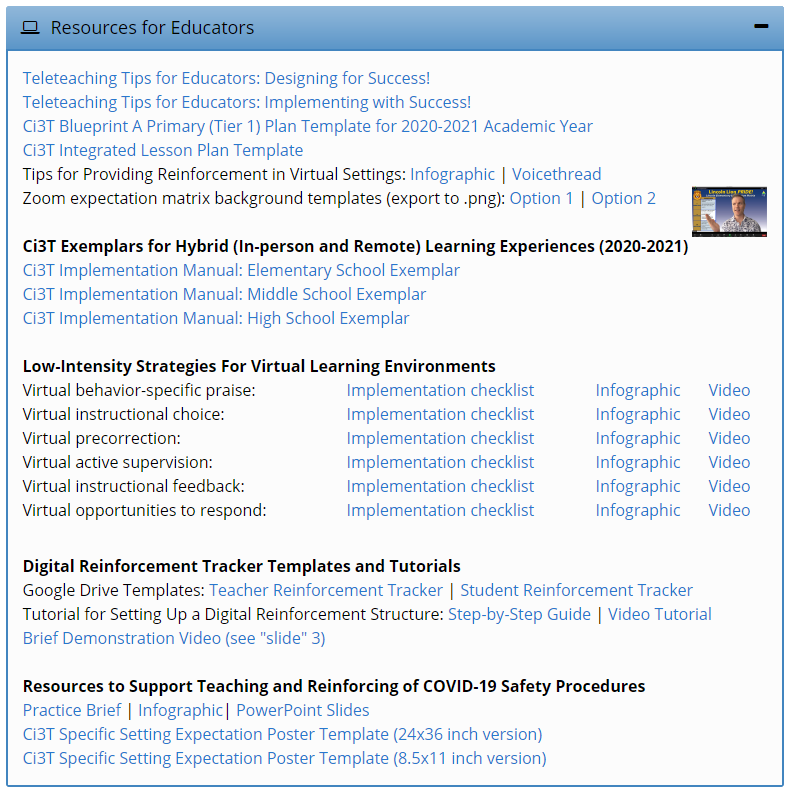 Resources for Educators
Teleteaching Tips for Educators: Designing for Success!
Teleteaching Tips for Educators: Implementing with Success!
Ci3T Blueprint A Primary (Tier 1) Plan Template for 2020-2021 Academic Year
Ci3T Integrated Lesson Plan Template
Tips for Providing Reinforcement in Virtual Settings: Infographic | Voicethread
Zoom expectation matrix background templates (export to .png): Option 1 | Option 2
Lincoln Lion PRIDE!
Ci3T Exemplars for Hybrid (In-person and Remote) Learning Experiences (2020-2021)
Ci3T Implementation Manual: Elementary School Exemplar
Ci3T Implementation Manual: Middle School Exemplar
Ci3T Implementation Manual: High School Exemplar
Low-Intensity Strategies For Virtual Learning Environments
Virtual behavior-specific praise: Implementation checklist Infographic Video
Virtual instructional choice: Implementation checklist Infographic Video
Virtual precorrection: Implementation checklist Infographic Video
Virtual active supervision: Implementation checklist Infographic Video
Virtual instructional feedback: Implementation checklist Infographic Video
Virtual opportunities to respond: Implementation checklist Infographic Video
Digital Reinforcement Tracker Templates and Tutorials
Google Drive Templates: Teacher Reinforcement Tracker | Student Reinforcement Tracker
Tutorial for Setting Up a Digital Reinforcement Structure: Step-by-Step Guide | Video Tutorial
Brief Demonstration Video (see "slide" 3)
Resources to Support Teaching and Reinforcing of COVID-19 Safety Procedures
Practice Brief | Infographic| PowerPoint Slides
Ci3T Specific Setting Expectation Poster Template (24x36 inch version)
Ci3T Specific Setting Expectation Poster Template (8.5x11 inch version)